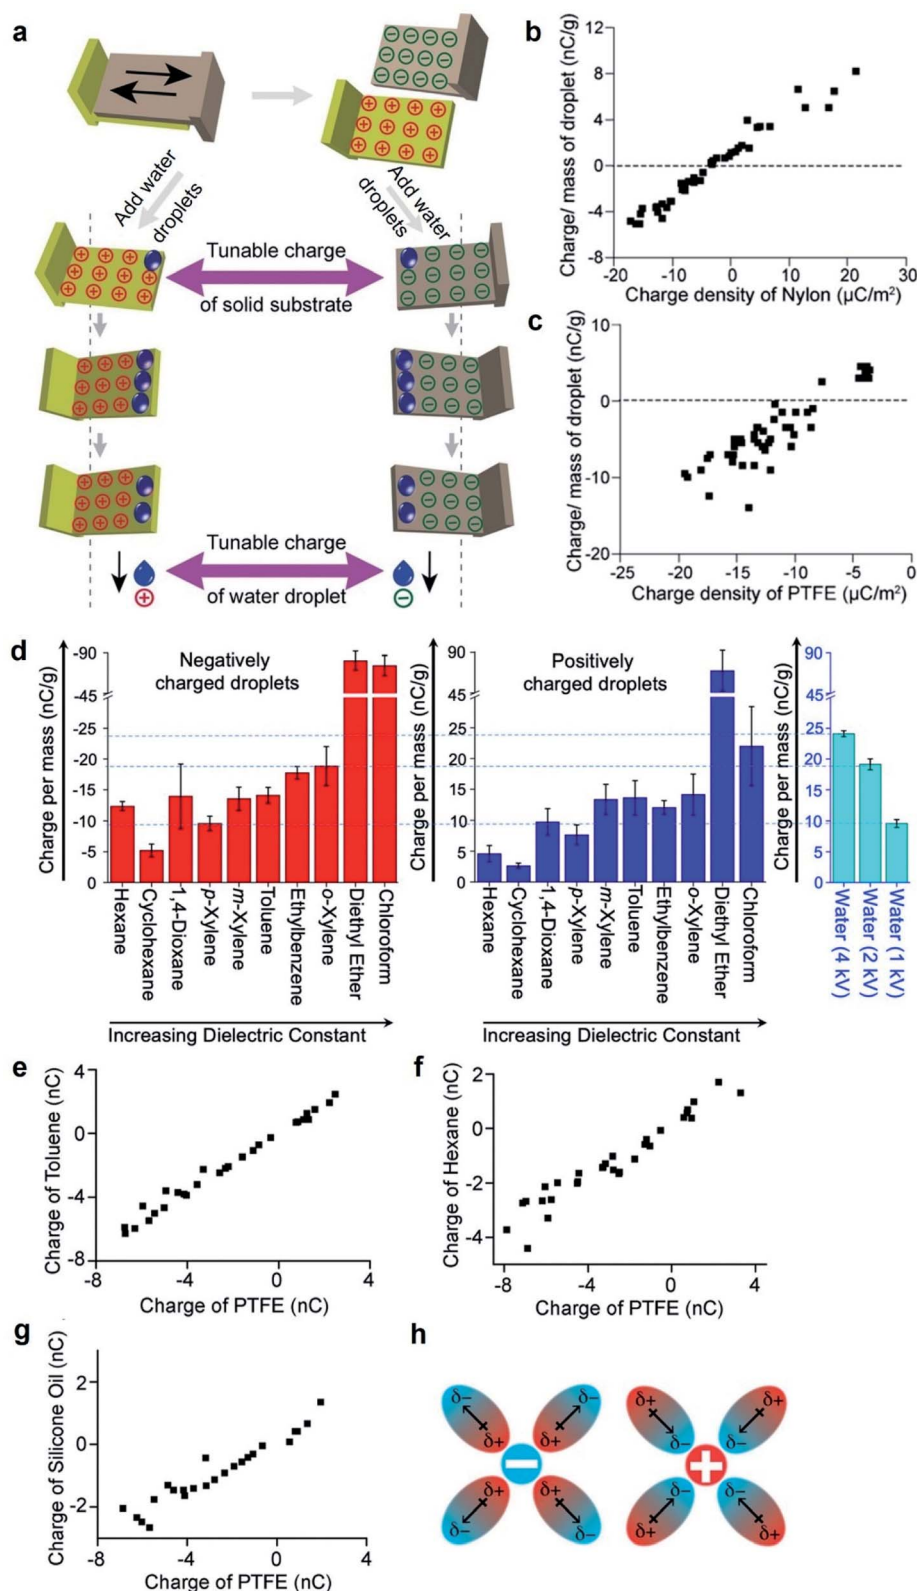 a
Add water
droplets
Add water
droplets
Tunable charge
of solid substrate
Tunable charge
of water droplet
b
Charge/ mass of droplet (nC/g)
12
8
4
0
-4
-8
-20
-10
0
10
20
30
Charge density of Nylon (µC/m²)
c
Charge/ mass of droplet (nC/g)
10
0
-10
-20
-25
-20
-15
-10
-5
0
Charge density of PTFE (µC/m²)
d
Charge per mass (nC/g)
-90
45
-25
-20
-15
-10
-5
0
Negatively
charged droplets
Hexane
Cyclohexane
1,4-Dioxane
p-Xylene
m-Xylene
Toluene
Ethylbenzene
o-Xylene
Diethyl Ether
Chloroform
Increasing Dielectric Constant
Charge per mass (nC/g)
90
45
25
20
15
10
5
0
Positively
charged droplets
Hexane
Cyclohexane
1,4-Dioxane
p-Xylene
m-Xylene
Toluene
Ethylbenzene
o-Xylene
Diethyl Ether
Chloroform
Increasing Dielectric Constant
Charge per mass (nC/g)
90
45
25
20
15
10
5
0
Water (4 kV)
Water (2 kV)
Water (1 kV)
e
Charge of Toluene (nC)
4
0
-4
-8
-8
-4
0
4
Charge of PTFE (nC)
f
Charge of Hexane (nC)
2
0
-2
-4
-8
-4
0
4
Charge of PTFE (nC)
g
Charge of Silicone Oil (nC)
2
0
-2
-8
-4
0
4
Charge of PTFE (nC)
h
δ−
δ+
δ−
δ+
δ+
δ−
δ+
δ−
δ+
δ−
δ+
δ−
δ−
δ+
δ−
δ+